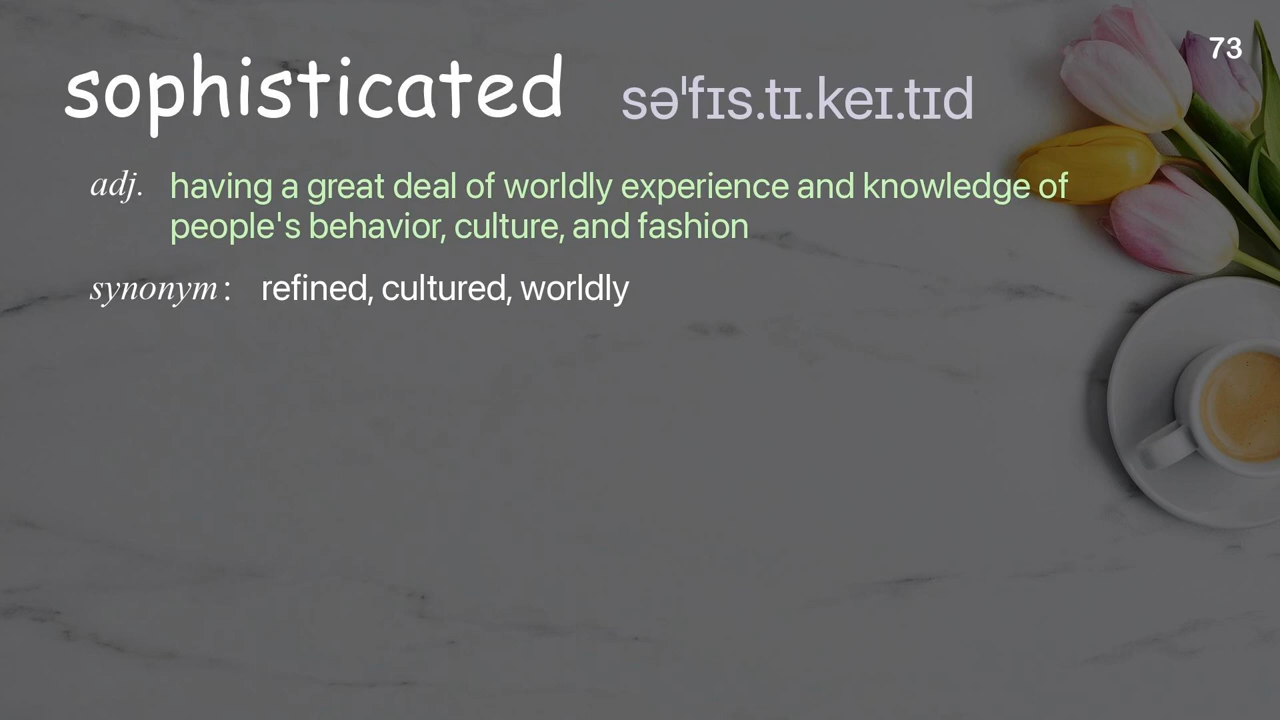 73
sophisticated səˈfɪs.tɪ.keɪ.tɪd
adj. having a great deal of worldly experience and knowledge of
people's behavior, culture, and fashion
synonym: refined, cultured, worldly